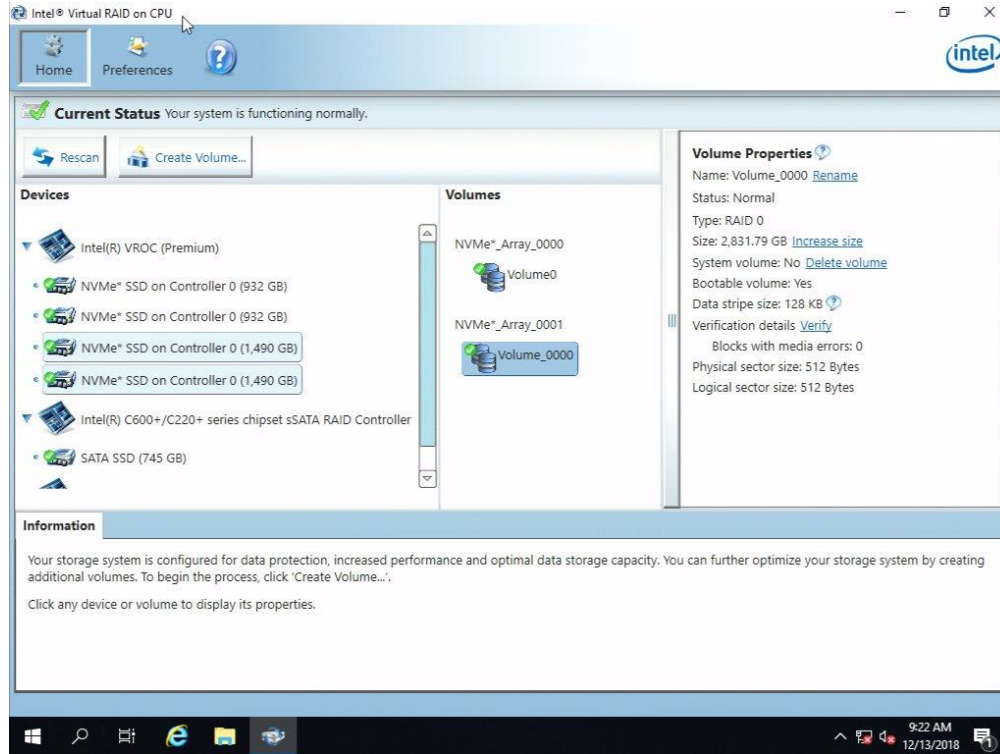 Intel® Virtual RAID on CPU
Home
Preferences
intel
Current Status Your system is functioning normally.
Rescan
Create Volume...
Devices
Intel(R) VROC (Premium)
NVMe* SSD on Controller 0 (932 GB)
NVMe* SSD on Controller 0 (932 GB)
NVMe* SSD on Controller 0 (1,490 GB)
NVMe* SSD on Controller 0 (1,490 GB)
Intel(R) C600+/C220+ series chipset sSATA RAID Controller
SATA SSD (745 GB)
Volumes
NVMe*_Array_0000
Volume0
NVMe*_Array_0001
Volume_0000
Volume Properties
Name: Volume_0000 Rename
Status: Normal
Type: RAID 0
Size: 2,831.79 GB Increase size
System volume: No Delete volume
Bootable volume: Yes
Data stripe size: 128 KB
Verification details Verify
Blocks with media errors: 0
Physical sector size: 512 Bytes
Logical sector size: 512 Bytes
Information
Your storage system is configured for data protection, increased performance and optimal data storage capacity. You can further optimize your storage system by creating
additional volumes. To begin the process, click 'Create Volume...'.
Click any device or volume to display its properties.
9:22 AM
12/13/2018
1